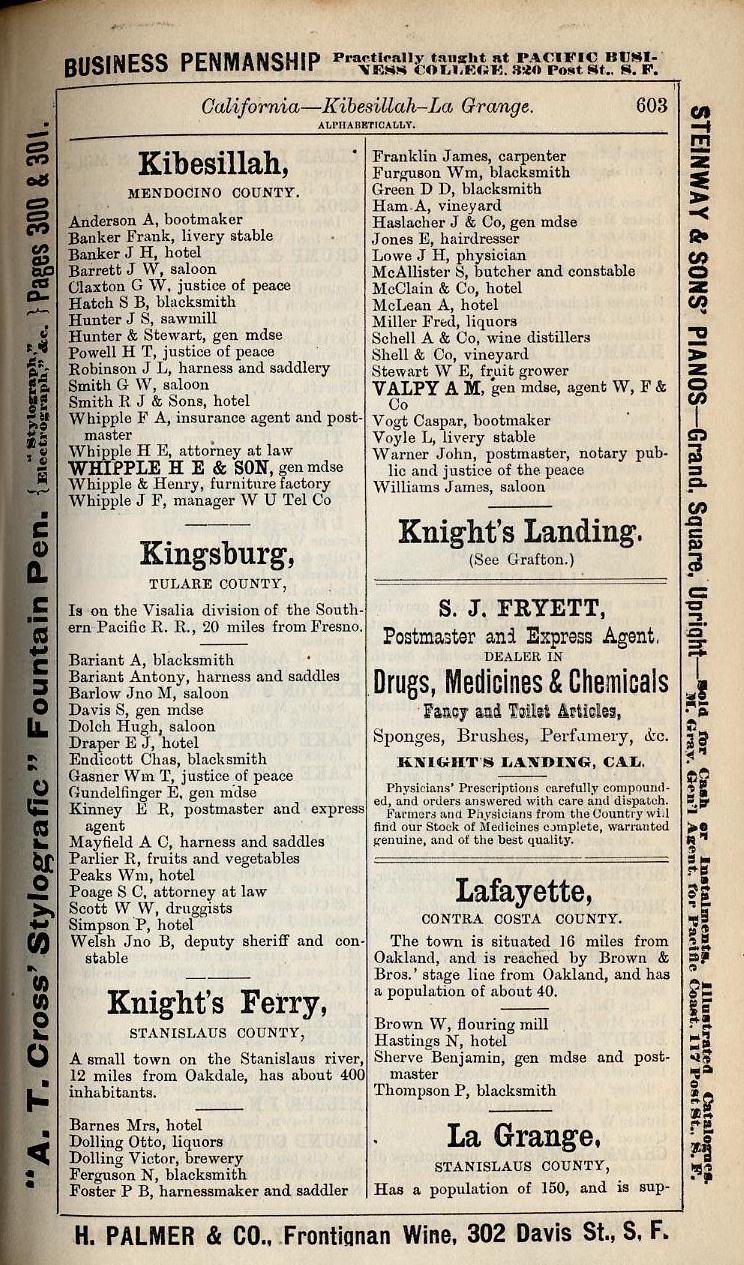 BUSINESS PENMANSHIP Practically taught at PACIFIC BUSI-
NESS COLLEGE, 320 Post St., S. F.
California—Kibesillah–La Grange. 603
ALPHABETICALLY.
Kibesillah,
MENDOCINO COUNTY.
Anderson A, bootmaker
Banker Frank, livery stable
Banker J H, hotel
Barrett J W, saloon
Claxton G W, justice of peace
Hatch S B, blacksmith
Hunter J S, sawmill
Hunter & Stewart, gen mdse
Powell H T, justice of peace
Robinson J L, harness and saddlery
Smith G W, saloon
Smith R J & Sons, hotel
Whipple F A, insurance agent and post-
master
Whipple H E, attorney at law
WHIPPLE H E & SON, gen mdse
Whipple & Henry, furniture factory
Whipple J F, manager W U Tel Co
Kingsburg,
TULARE COUNTY,
Is on the Visalia division of the South-
ern Pacific R. R., 20 miles from Fresno.
Bariant A, blacksmith
Bariant Antony, harness and saddles
Barlow Jno M, saloon
Davis S, gen mdse
Dolch Hugh, saloon
Draper E J, hotel
Endicott Chas, blacksmith
Gasner Wm T, justice of peace
Gundelfinger E, gen mdse
Kinney E R, postmaster and express
agent
Mayfield A C, harness and saddles
Parlier R, fruits and vegetables
Peaks Wm, hotel
Poage S C, attorney at law
Scott W W, druggists
Simpson P, hotel
Welsh Jno B, deputy sheriff and con-
stable
Knight's Ferry,
STANISLAUS COUNTY,
A small town on the Stanislaus river,
12 miles from Oakdale, has about 400
inhabitants.
Barnes Mrs, hotel
Dolling Otto, liquors
Dolling Victor, brewery
Ferguson N, blacksmith
Foster P B, harnessmaker and saddler
Franklin James, carpenter
Furguson Wm, blacksmith
Green D D, blacksmith
Ham A, vineyard
Haslacher J & Co, gen mdse
Jones E, hairdresser
Lowe J H, physician
McAllister S, butcher and constable
McClain & Co, hotel
McLean A, hotel
Miller Fred, liquors
Schell A & Co, wine distillers
Shell & Co, vineyard
Stewart W E, fruit grower
VALPY A M, gen mdse, agent W, F &
Co
Vogt Caspar, bootmaker
Voyle L, livery stable
Warner John, postmaster, notary pub-
lic and justice of the peace
Williams James, saloon
Knight's Landing.
(See Grafton.)
S. J. FRYETT,
Postmaster and Express Agent,
DEALER IN
Drugs, Medicines & Chemicals
Fancy and Toilet Articles,
Sponges, Brushes, Perfumery, &c.
KNIGHT'S LANDING, CAL.
Physicians' Prescriptions carefully compound-
ed, and orders answered with care and dispatch.
Farmers and Physicians from the Country will
find our Stock of Medicines complete, warranted
genuine, and of the best quality.
Lafayette,
CONTRA COSTA COUNTY.
The town is situated 16 miles from
Oakland, and is reached by Brown &
Bros.' stage line from Oakland, and has
a population of about 40.
Brown W, flouring mill
Hastings N, hotel
Sherve Benjamin, gen mdse and post-
master
Thompson P, blacksmith
La Grange,
STANISLAUS COUNTY,
Has a population of 150, and is sup-
H. PALMER & CO., Frontignan Wine, 302 Davis St., S. F.
"A. T. Cross' Stylografic" Fountain Pen. { "Stylograph," Electrograph," &c. } Pages 300 & 301.
STEINWAY & SONS' PIANOS—Grand, Square, Upright—Sold for Cash or Instalments. Illustrated Catalogues.
M. Gray, Gen'l Agent, for Pacific Coast, 117 Post St., S. F.